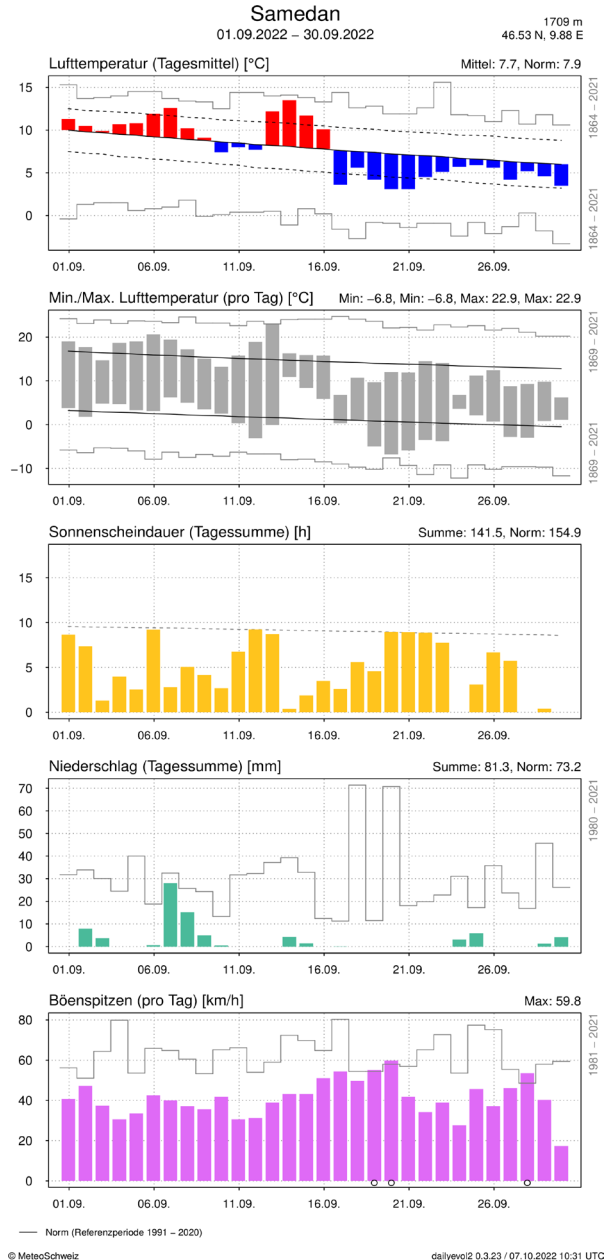 Samedan
01.09.2022 – 30.09.2022
1709 m
46.53 N, 9.88 E
Lufttemperatur (Tagesmittel) [°C]
Mittel: 7.7, Norm: 7.9
15
10
5
0
1864 – 2021
1864 – 2021
01.09. 06.09. 11.09. 16.09. 21.09. 26.09.
Min./Max. Lufttemperatur (pro Tag) [°C]
Min: −6.8, Min: −6.8, Max: 22.9, Max: 22.9
20
10
0
−10
1869 – 2021
1869 – 2021
01.09. 06.09. 11.09. 16.09. 21.09. 26.09.
Sonnenscheindauer (Tagessumme) [h]
Summe: 141.5, Norm: 154.9
15
10
5
0
01.09. 06.09. 11.09. 16.09. 21.09. 26.09.
Niederschlag (Tagessumme) [mm]
Summe: 81.3, Norm: 73.2
70
60
50
40
30
20
10
0
1980 – 2021
01.09. 06.09. 11.09. 16.09. 21.09. 26.09.
Böenspitzen (pro Tag) [km/h]
Max: 59.8
80
60
40
20
0
1981 – 2021
01.09. 06.09. 11.09. 16.09. 21.09. 26.09.
Norm (Referenzperiode 1991 – 2020)
© MeteoSchweiz
dailyevol2 0.3.23 / 07.10.2022 10:31 UTC